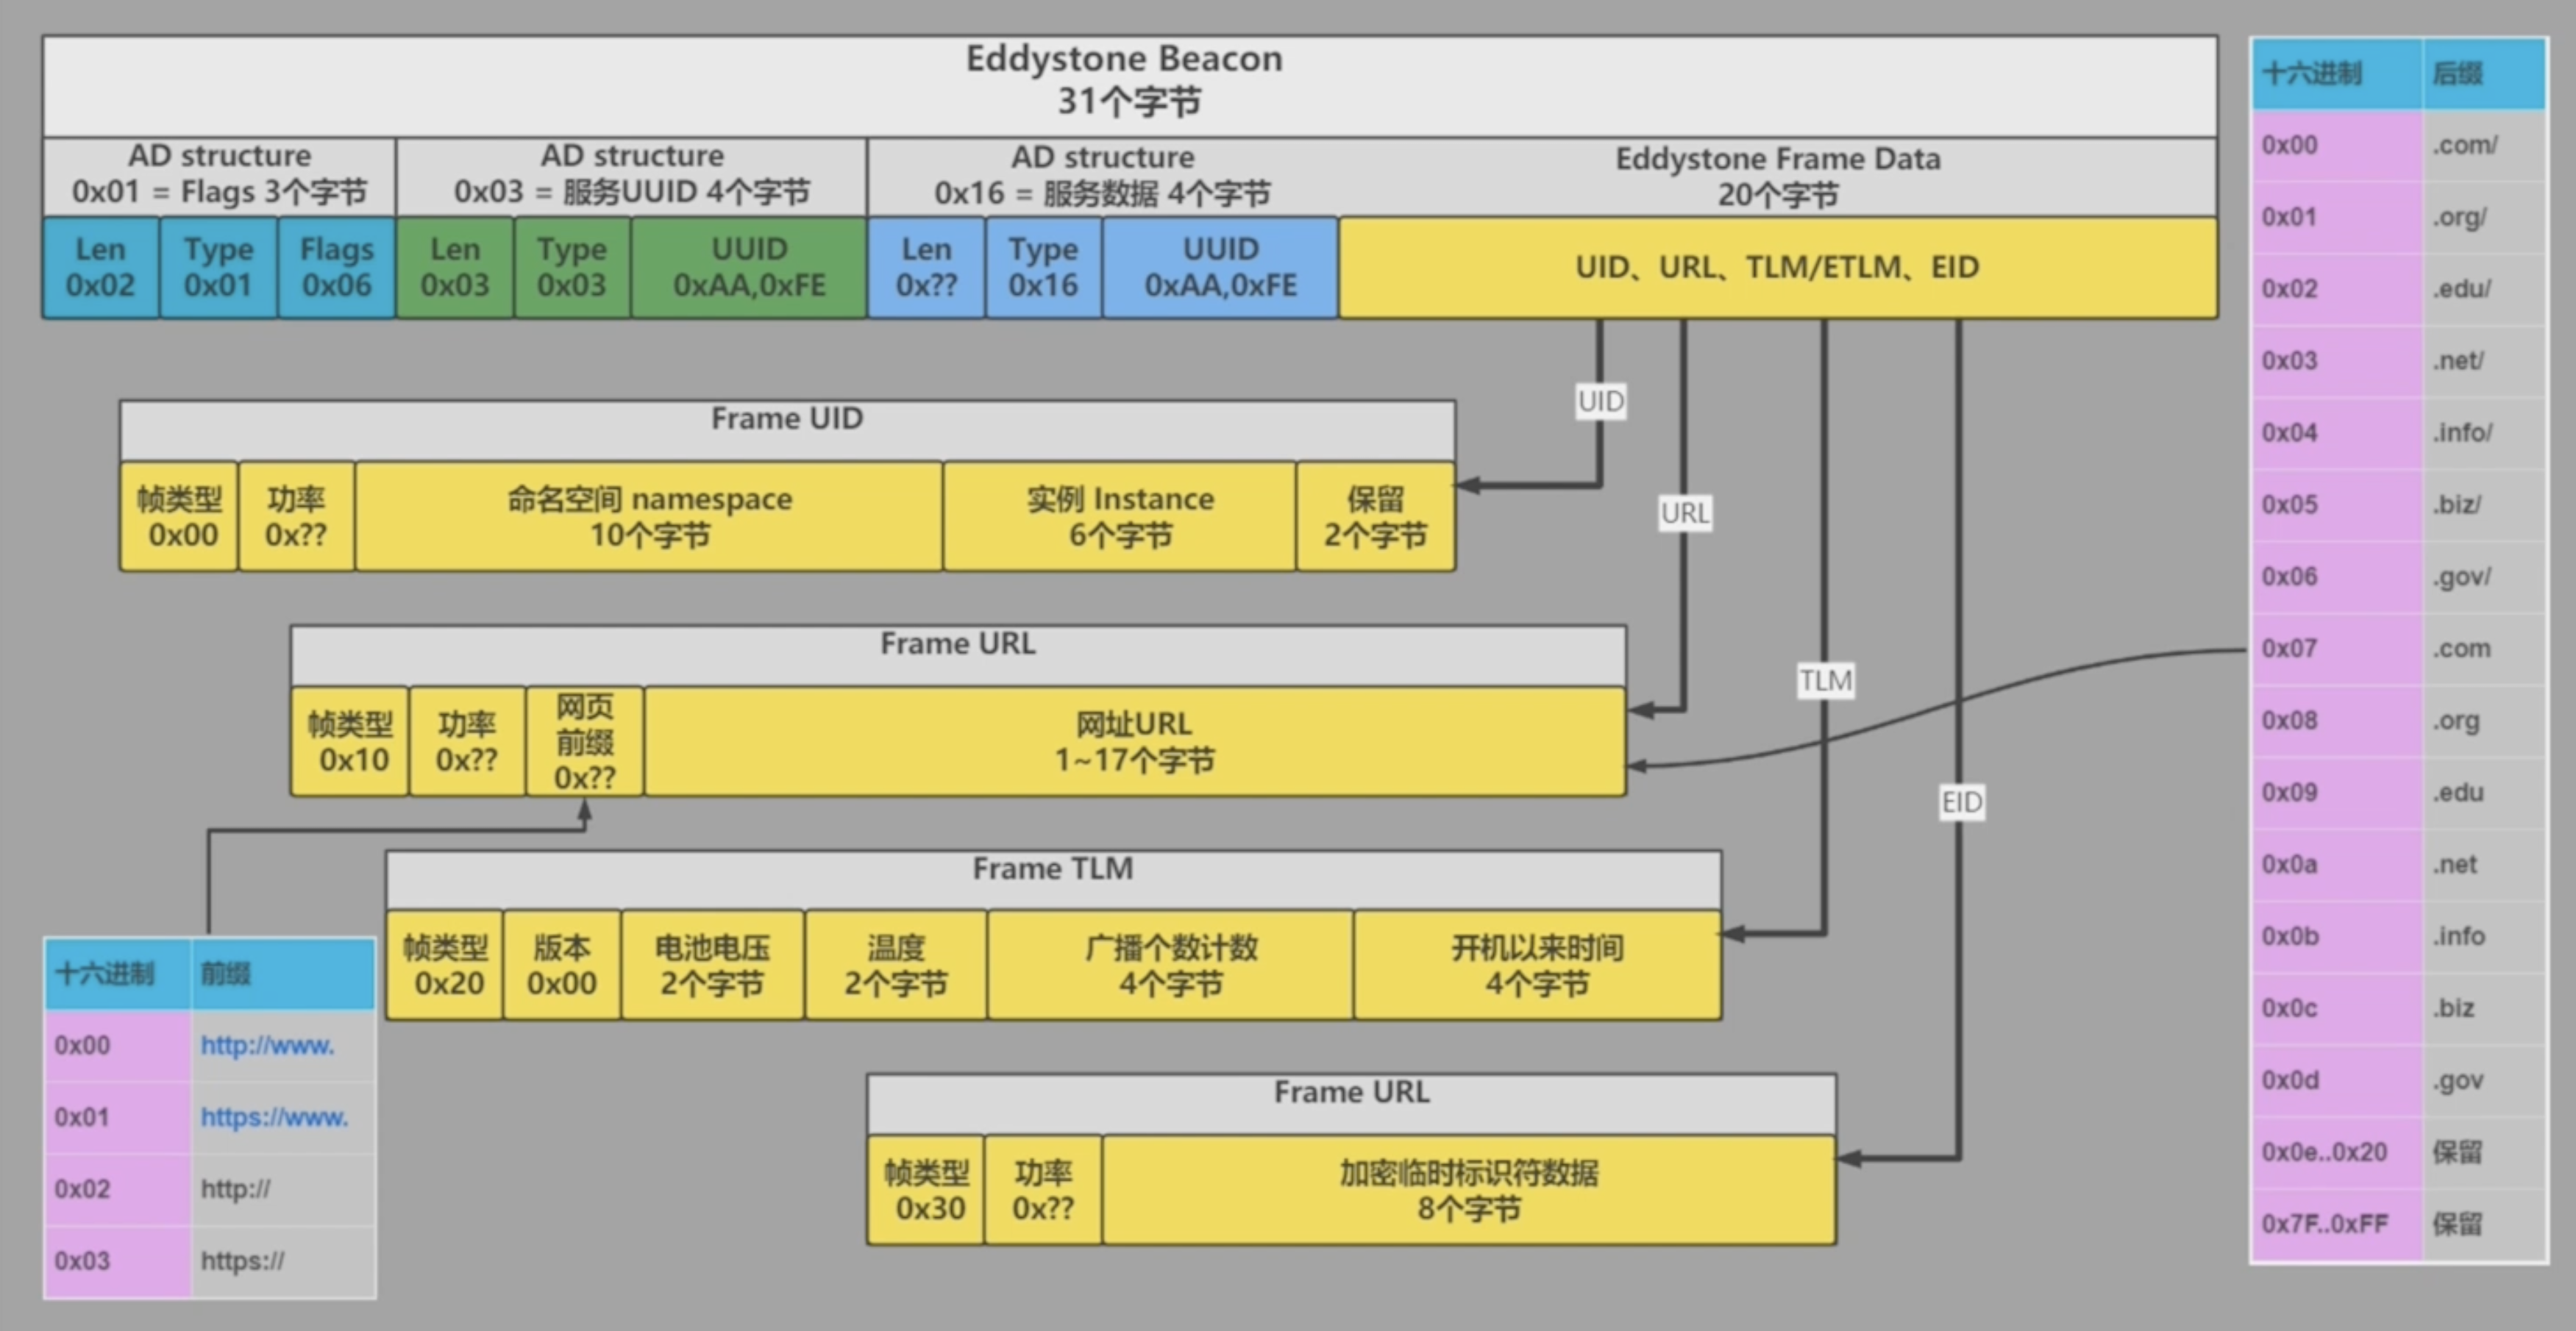 Eddystone Beacon
31个字节
AD structure
0x01 = Flags 3个字节
AD structure
0x03 = 服务UUID 4个字节
AD structure
0x16 = 服务数据 4个字节
Eddystone Frame Data
20个字节
Len
0x02
Type
0x01
Flags
0x06
Len
0x03
Type
0x03
UUID
0xAA,0xFE
Len
0x??
Type
0x16
UUID
0xAA,0xFE
UID、URL、TLM/ETLM、EID
UID
URL
TLM
EID
Frame UID
帧类型
0x00
功率
0x??
命名空间 namespace
10个字节
实例 Instance
6个字节
保留
2个字节
Frame URL
帧类型
0x10
功率
0x??
网页
前缀
0x??
网址URL
1~17个字节
Frame TLM
帧类型
0x20
版本
0x00
电池电压
2个字节
温度
2个字节
广播个数计数
4个字节
开机以来时间
4个字节
Frame URL
帧类型
0x30
功率
0x??
加密临时标识符数据
8个字节
十六进制 前缀
0x00 http://www.
0x01 https://www.
0x02 http://
0x03 https://
十六进制 后缀
0x00 .com/
0x01 .org/
0x02 .edu/
0x03 .net/
0x04 .info/
0x05 .biz/
0x06 .gov/
0x07 .com
0x08 .org
0x09 .edu
0x0a .net
0x0b .info
0x0c .biz
0x0d .gov
0x0e..0x20 保留
0x7F..0xFF 保留